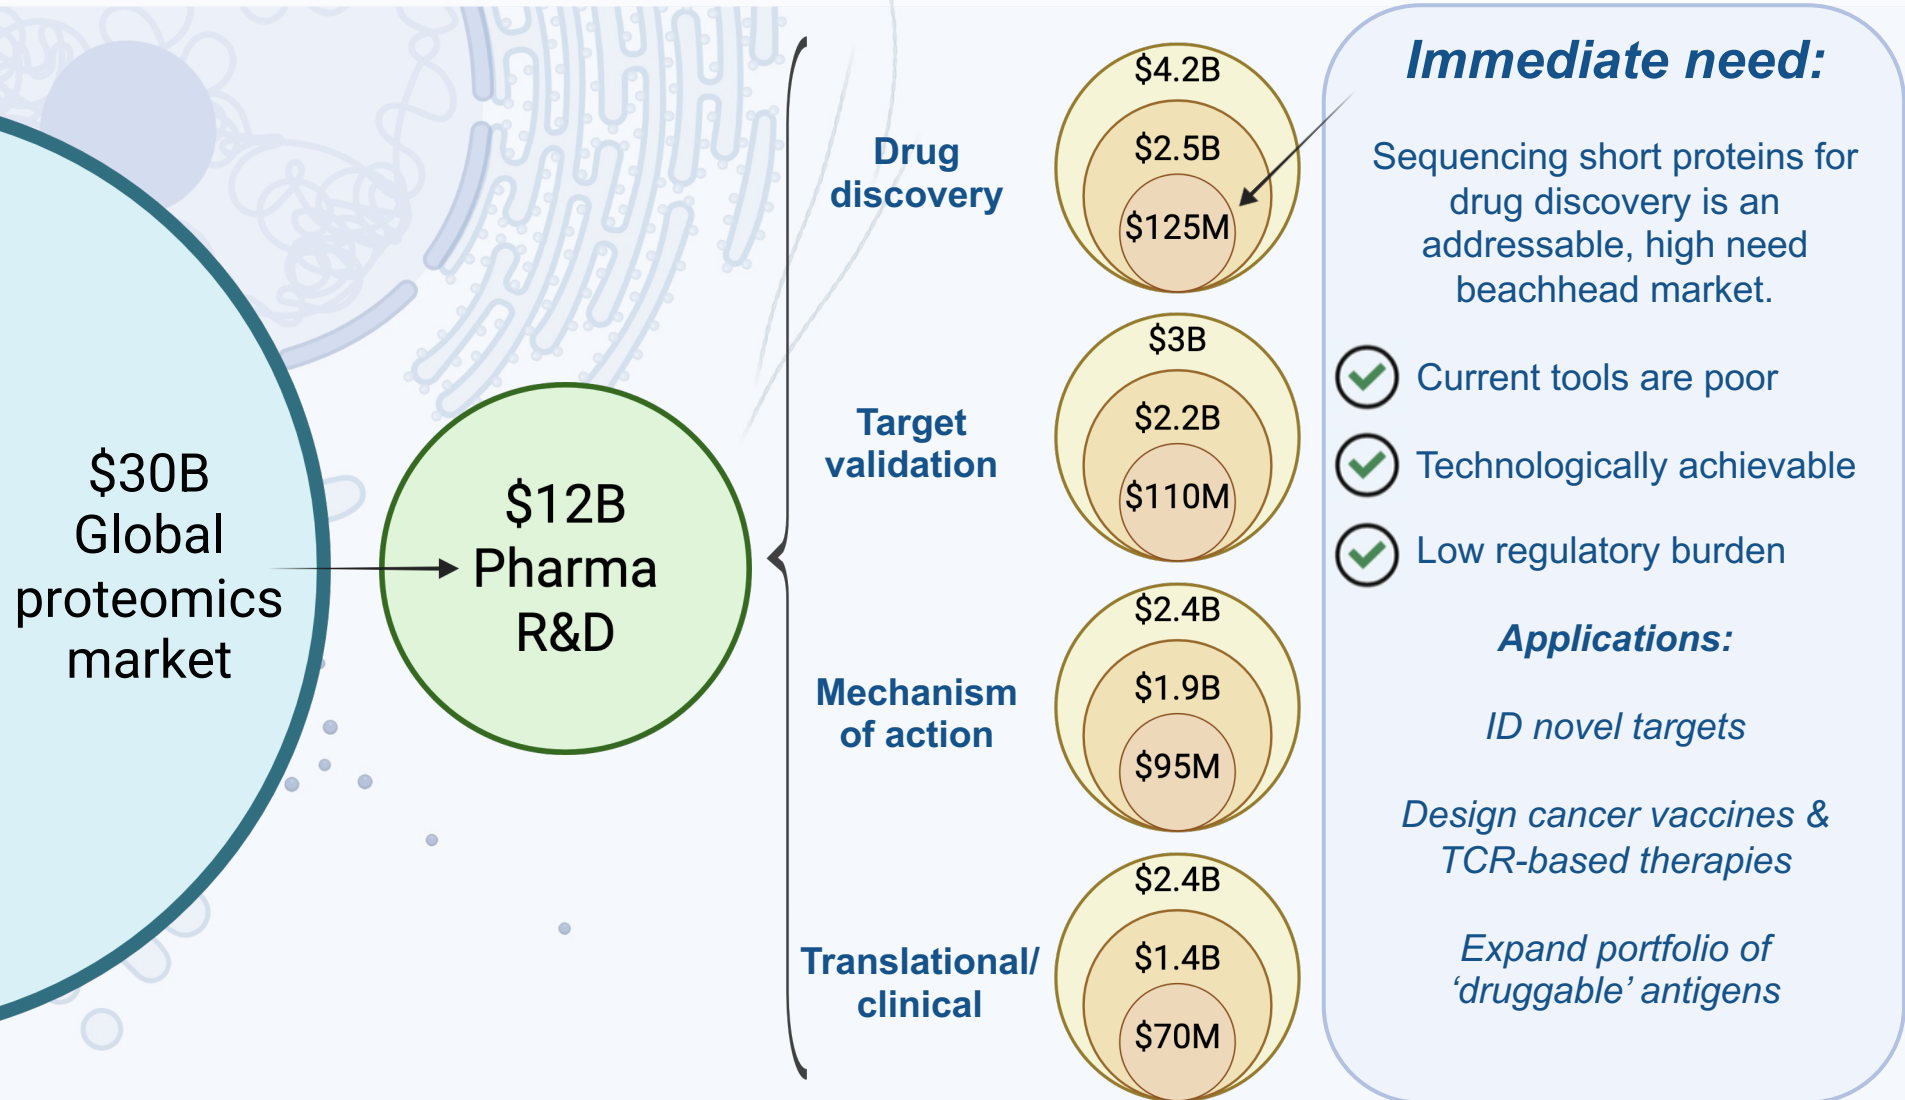 $30B
Global
proteomics
market
$12B
Pharma
R&D
Drug
discovery
$4.2B
$2.5B
$125M
Target
validation
$3B
$2.2B
$110M
Mechanism
of action
$2.4B
$1.9B
$95M
Translational/
clinical
$2.4B
$1.4B
$70M
Immediate need:
Sequencing short proteins for
drug discovery is an
addressable, high need
beachhead market.
Current tools are poor
Technologically achievable
Low regulatory burden
Applications:
ID novel targets
Design cancer vaccines &
TCR-based therapies
Expand portfolio of
‘druggable’ antigens